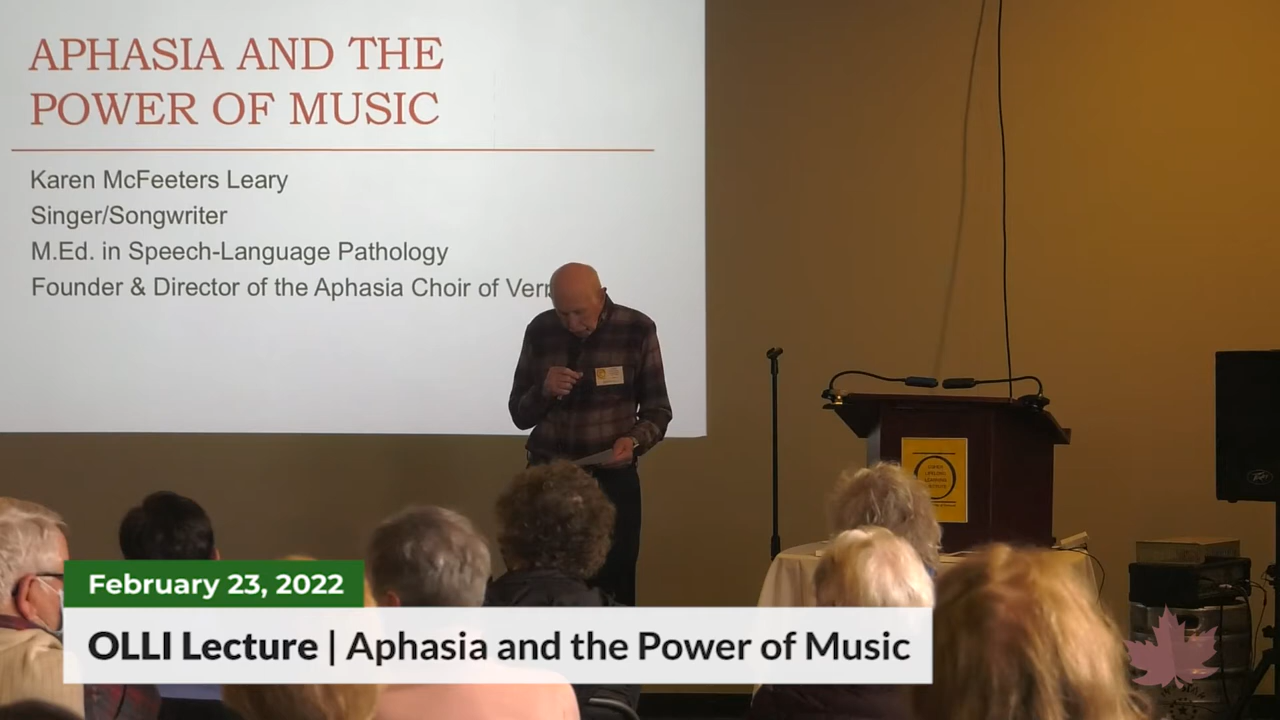 APHASIA AND THE
POWER OF MUSIC
Karen McFeeters Leary
Singer/Songwriter
M.Ed. in Speech-Language Pathology
Founder & Director of the Aphasia Choir of Ver
February 23, 2022
OLLI Lecture | Aphasia and the Power of Music